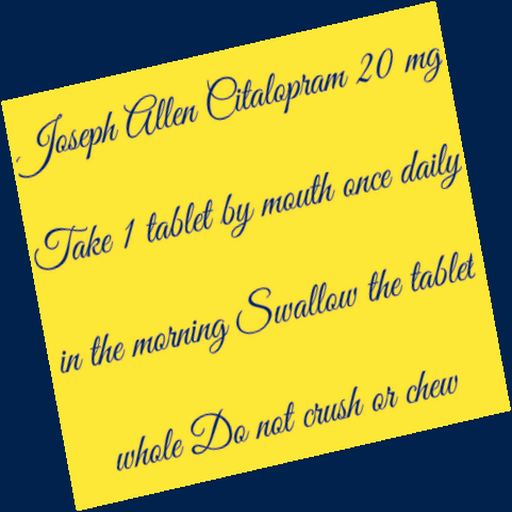 Joseph Allen Citalopram 20 mg
Take 1 tablet by mouth once daily
in the morning Swallow the tablet
whole Do not crush or chew